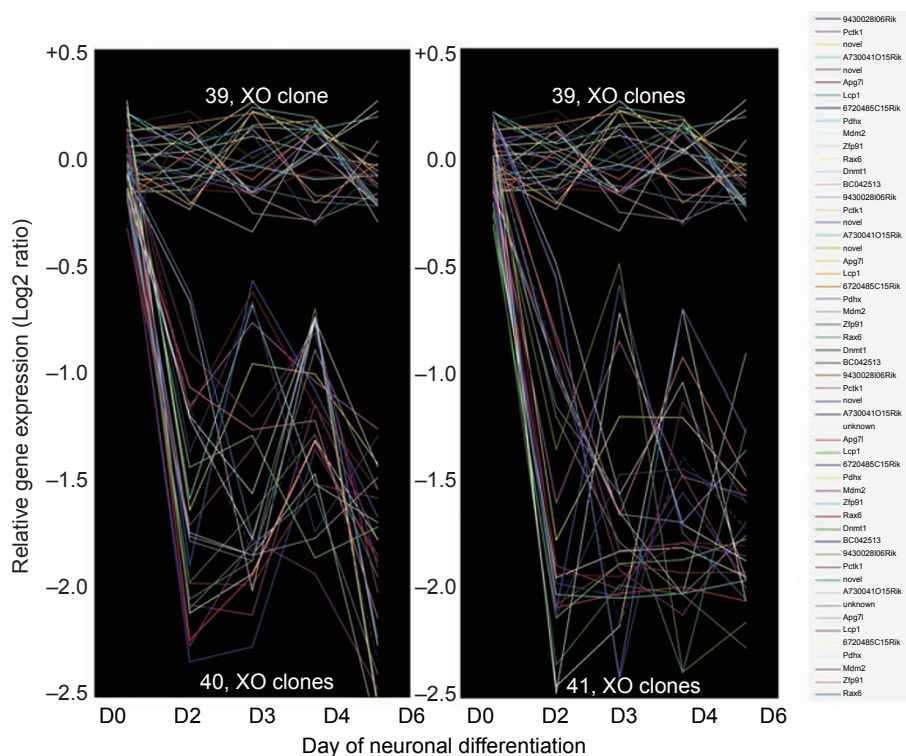 +0.5
0.0
−0.5
−1.0
−1.5
−2.0
−2.5
Relative gene expression (Log2 ratio)
39, XO clone
40, XO clones
D0 D2 D3 D4 D6
+0.5
0.0
−0.5
−1.0
−1.5
−2.0
−2.5
39, XO clones
41, XO clones
D0 D2 D3 D4 D6
Day of neuronal differentiation
9430028I06Rik
Pctk1
novel
A730041O15Rik
novel
Apg7l
Lcp1
6720485C15Rik
Pdhx
Mdm2
Zfp91
Rax6
Dnmt1
BC042513
9430028I06Rik
Pctk1
novel
A730041O15Rik
novel
Apg7l
Lcp1
6720485C15Rik
Pdhx
Mdm2
Zfp91
Rax6
Dnmt1
BC042513
9430028I06Rik
Pctk1
novel
A730041O15Rik
unknown
Apg7l
Lcp1
6720485C15Rik
Pdhx
Mdm2
Zfp91
Rax6
Dnmt1
BC042513
9430028I06Rik
Pctk1
novel
A730041O15Rik
unknown
Apg7l
Lcp1
6720485C15Rik
Pdhx
Mdm2
Zfp91
Rax6